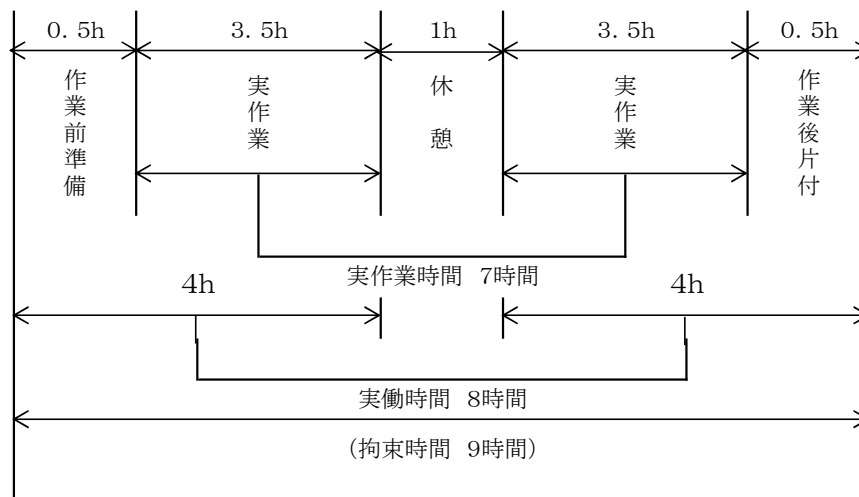 0.5h 3.5h 1h 3.5h 0.5h
作業前準備
実作業
休憩
実作業
作業後片付
実作業時間 7時間
4h 4h
実働時間 8時間
(拘束時間 9時間)